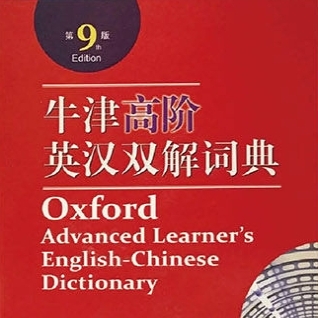 第9版
th
Edition
牛津高阶
英汉双解词典
Oxford
Advanced Learner's
English-Chinese
Dictionary